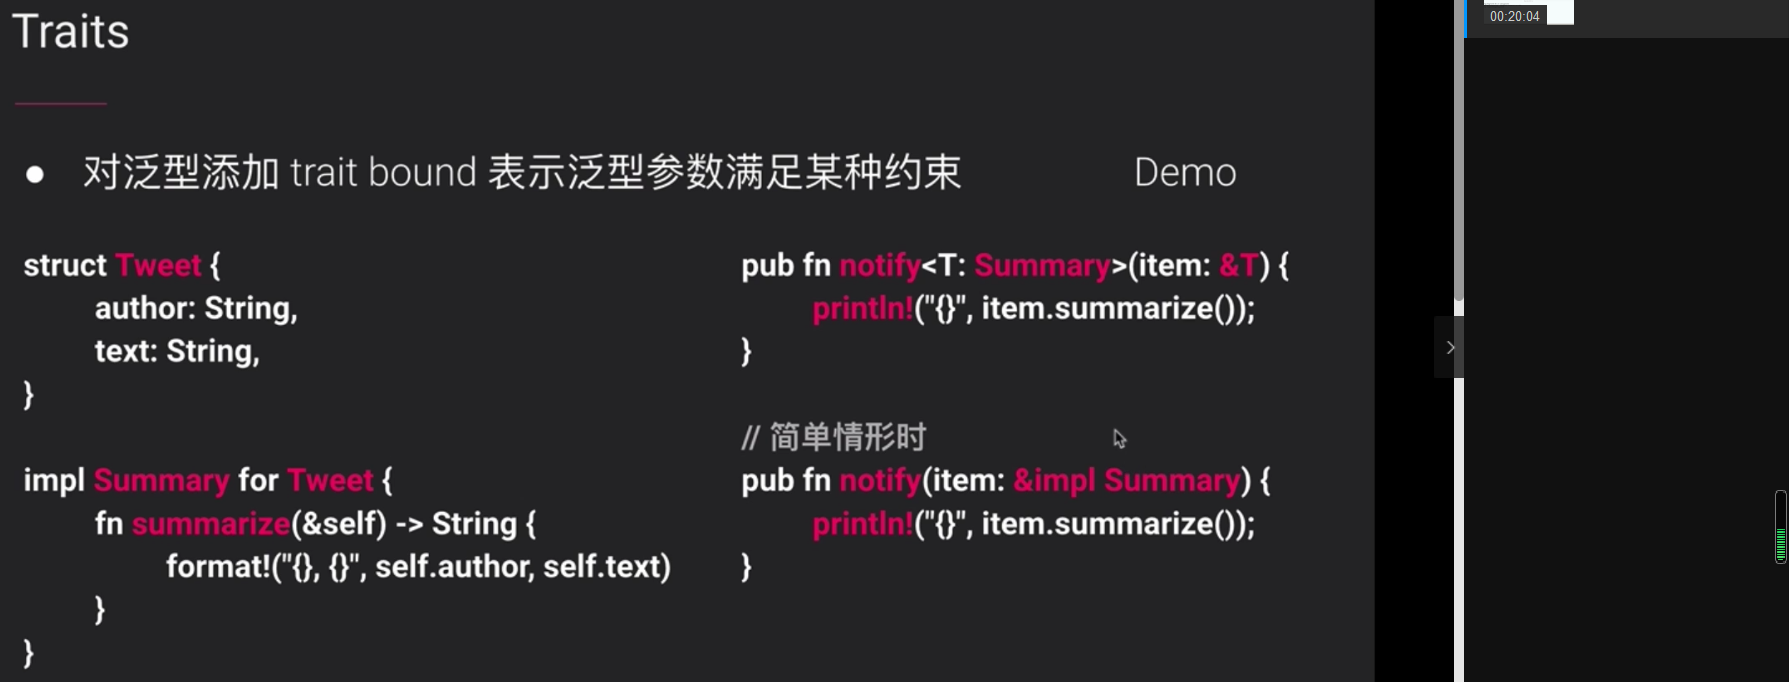 Traits
● 对泛型添加 trait bound 表示泛型参数满足某种约束
Demo
struct Tweet {
author: String,
text: String,
}
impl Summary for Tweet {
fn summarize(&self) -> String {
format!("{}, {}", self.author, self.text)
}
}
pub fn notify<T: Summary>(item: &T) {
println!("{}", item.summarize());
}
// 简单情形时
pub fn notify(item: &impl Summary) {
println!("{}", item.summarize());
}
00:20:04